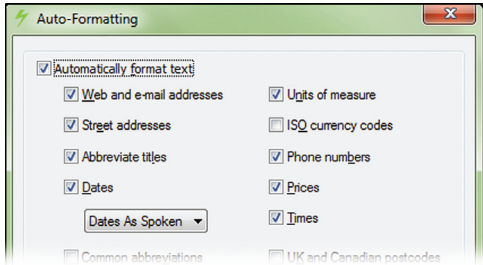 Auto-Formatting
Automatically format text
Web and e-mail addresses
Units of measure
Street addresses
ISO currency codes
Abbreviate titles
Phone numbers
Dates
Prices
Dates As Spoken
Times
Common abbreviations
UK and Canadian postcodes